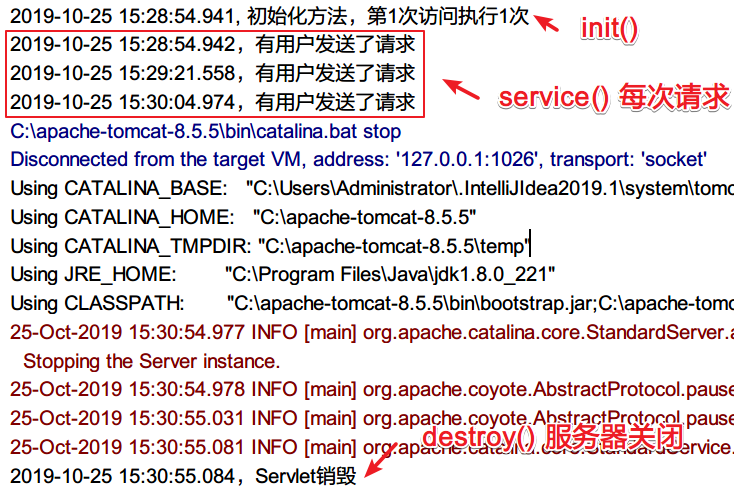 2019-10-25 15:28:54.941, 初始化方法，第1次访问执行1次
init()
2019-10-25 15:28:54.942，有用户发送了请求
2019-10-25 15:29:21.558，有用户发送了请求
2019-10-25 15:30:04.974，有用户发送了请求
service() 每次请求
C:\apache-tomcat-8.5.5\bin\catalina.bat stop
Disconnected from the target VM, address: '127.0.0.1:1026', transport: 'socket'
Using CATALINA_BASE:   "C:\Users\Administrator\.IntelliJIdea2019.1\system\tomc
Using CATALINA_HOME:   "C:\apache-tomcat-8.5.5"
Using CATALINA_TMPDIR: "C:\apache-tomcat-8.5.5\temp"
Using JRE_HOME:        "C:\Program Files\Java\jdk1.8.0_221"
Using CLASSPATH:       "C:\apache-tomcat-8.5.5\bin\bootstrap.jar;C:\apache-tomc
25-Oct-2019 15:30:54.977 INFO [main] org.apache.catalina.core.StandardServer.a
Stopping the Server instance.
25-Oct-2019 15:30:54.978 INFO [main] org.apache.coyote.AbstractProtocol.pause
25-Oct-2019 15:30:55.031 INFO [main] org.apache.coyote.AbstractProtocol.pause
25-Oct-2019 15:30:55.081 INFO [main] org.apache.catalina.core.StandardService.
destroy() 服务器关闭
2019-10-25 15:30:55.084，Servlet销毁